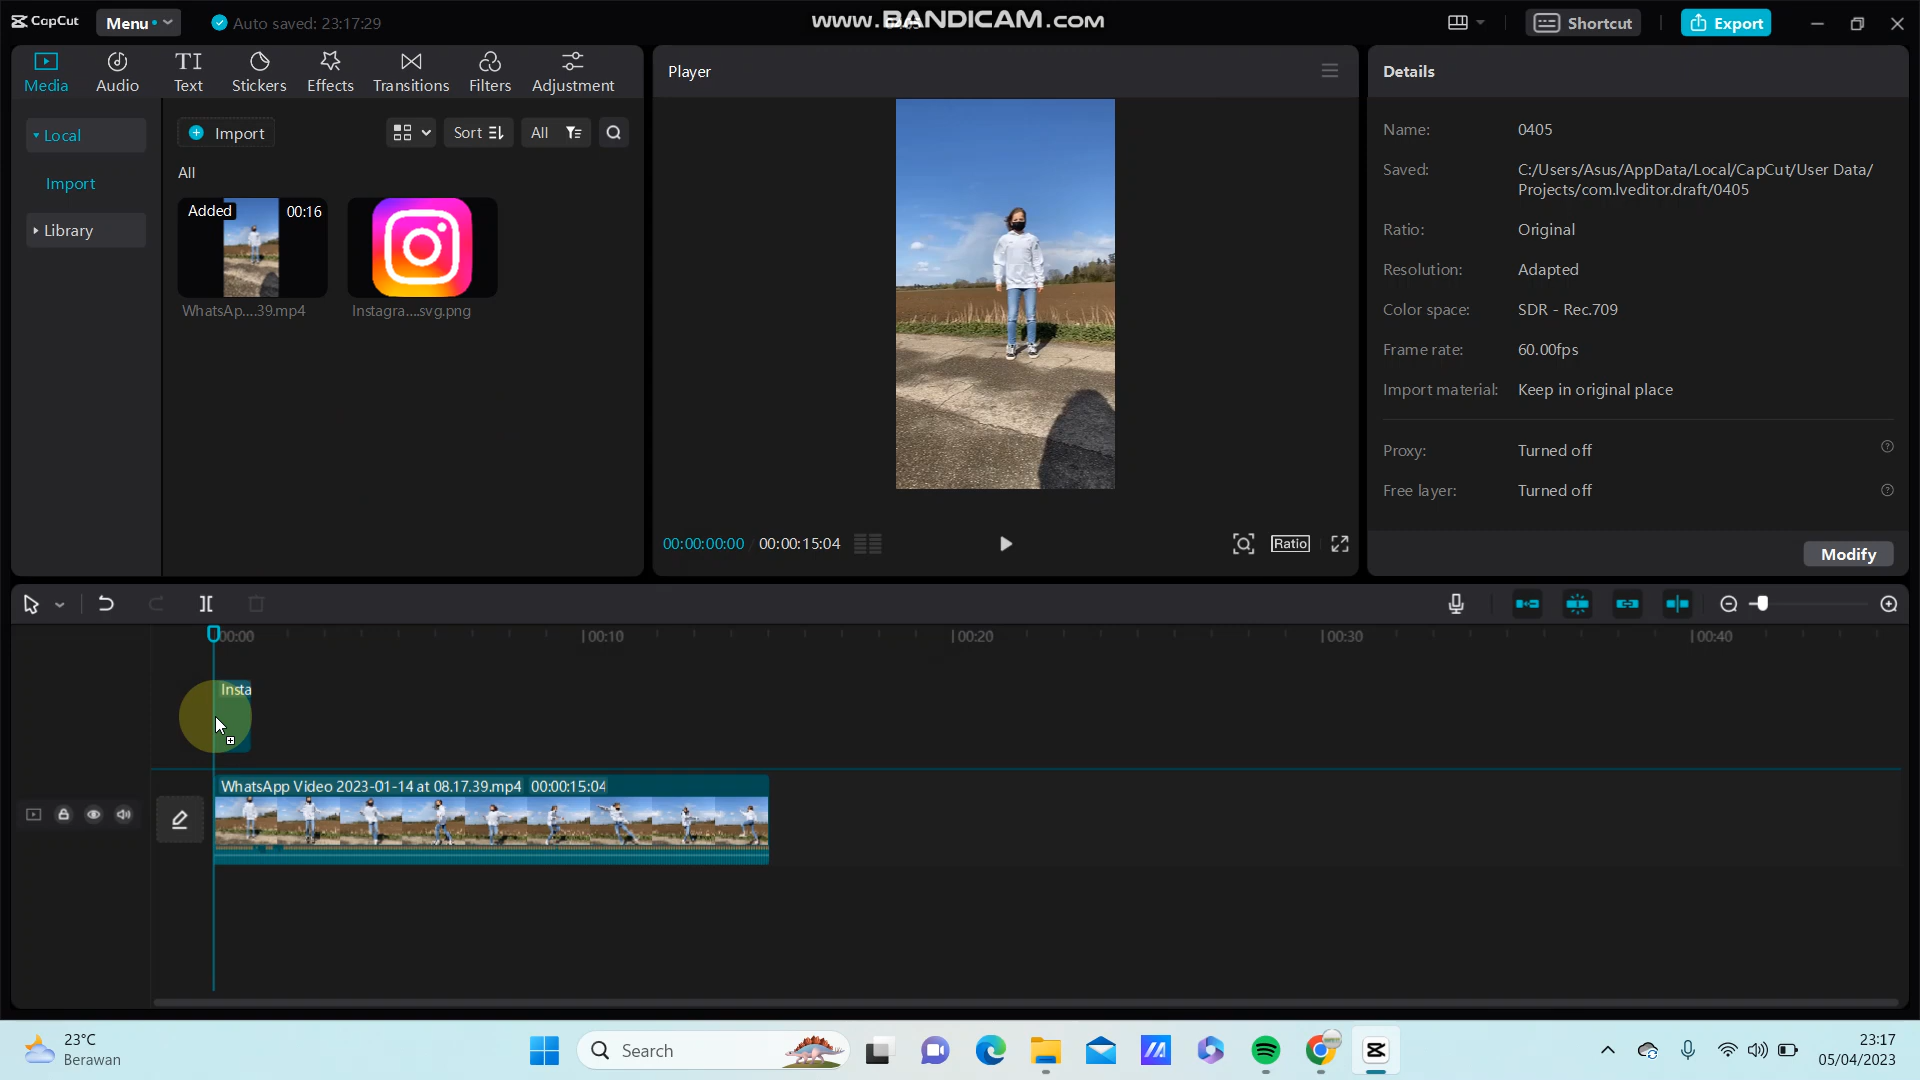 CapCut
Menu
Auto saved: 23:17:29
www.BANDICAM.com
Shortcut
Export
Media
Audio
Text
Stickers
Effects
Transitions
Filters
Adjustment
Local
Import
Library
Import
Sort
All
All
Added
00:16
WhatsAp....39.mp4
Instagra....svg.png
Player
00:00:00:00
00:00:15:04
Ratio
Details
Name:
0405
Saved:
C:/Users/Asus/AppData/Local/CapCut/User Data/
Projects/com.lveditor.draft/0405
Ratio:
Original
Resolution:
Adapted
Color space:
SDR - Rec.709
Frame rate:
60.00fps
Import material:
Keep in original place
Proxy:
Turned off
Free layer:
Turned off
Modify
00:00
00:10
00:20
00:30
00:40
Insta
WhatsApp Video 2023-01-14 at 08.17.39.mp4
00:00:15:04
23°C
Berawan
Search
23:17
05/04/2023